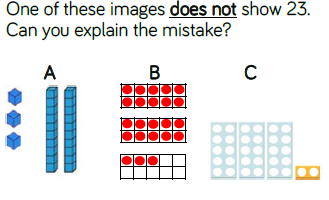 One of these images does not show 23.
Can you explain the mistake?
A B C